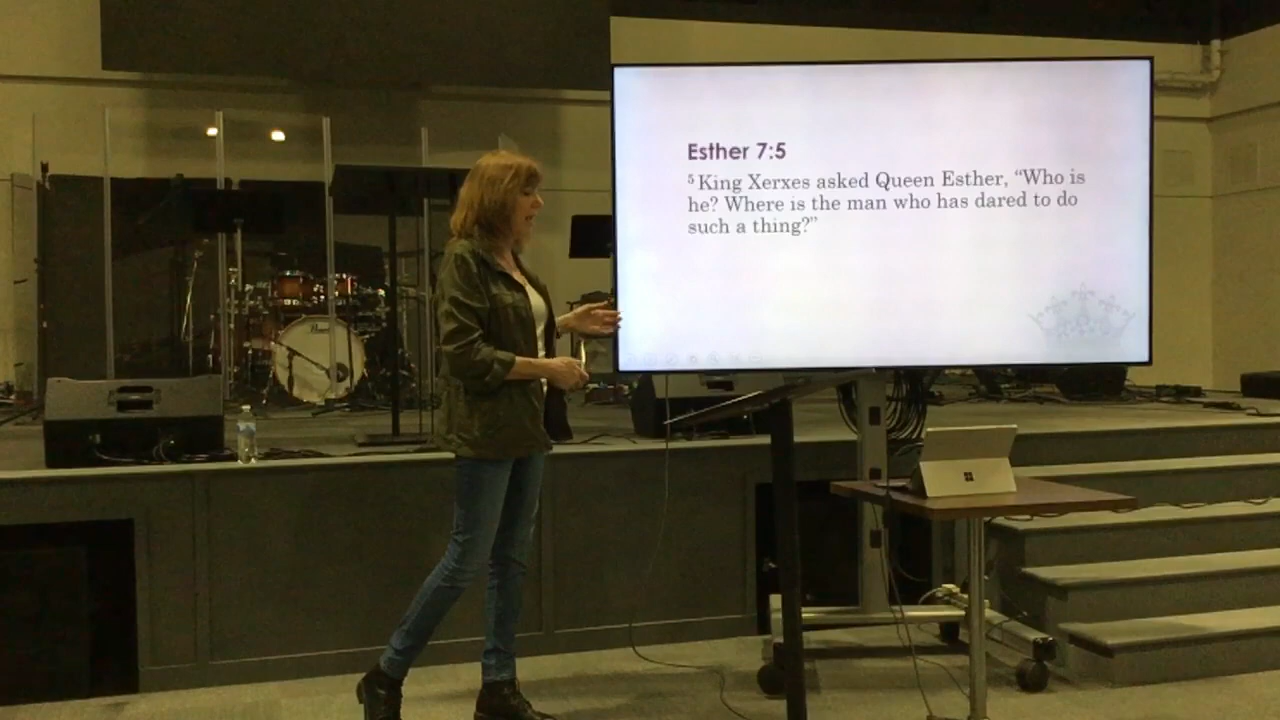 Esther 7:5
⁵ King Xerxes asked Queen Esther, “Who is
he? Where is the man who has dared to do
such a thing?”